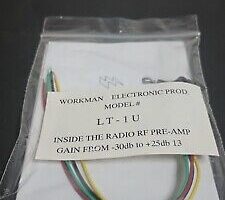 WORKMAN ELECTRONIC PROD
MODEL #
LT-1U
INSIDE THE RADIO RF PRE-AMP
GAIN FROM -30db to +25db 13